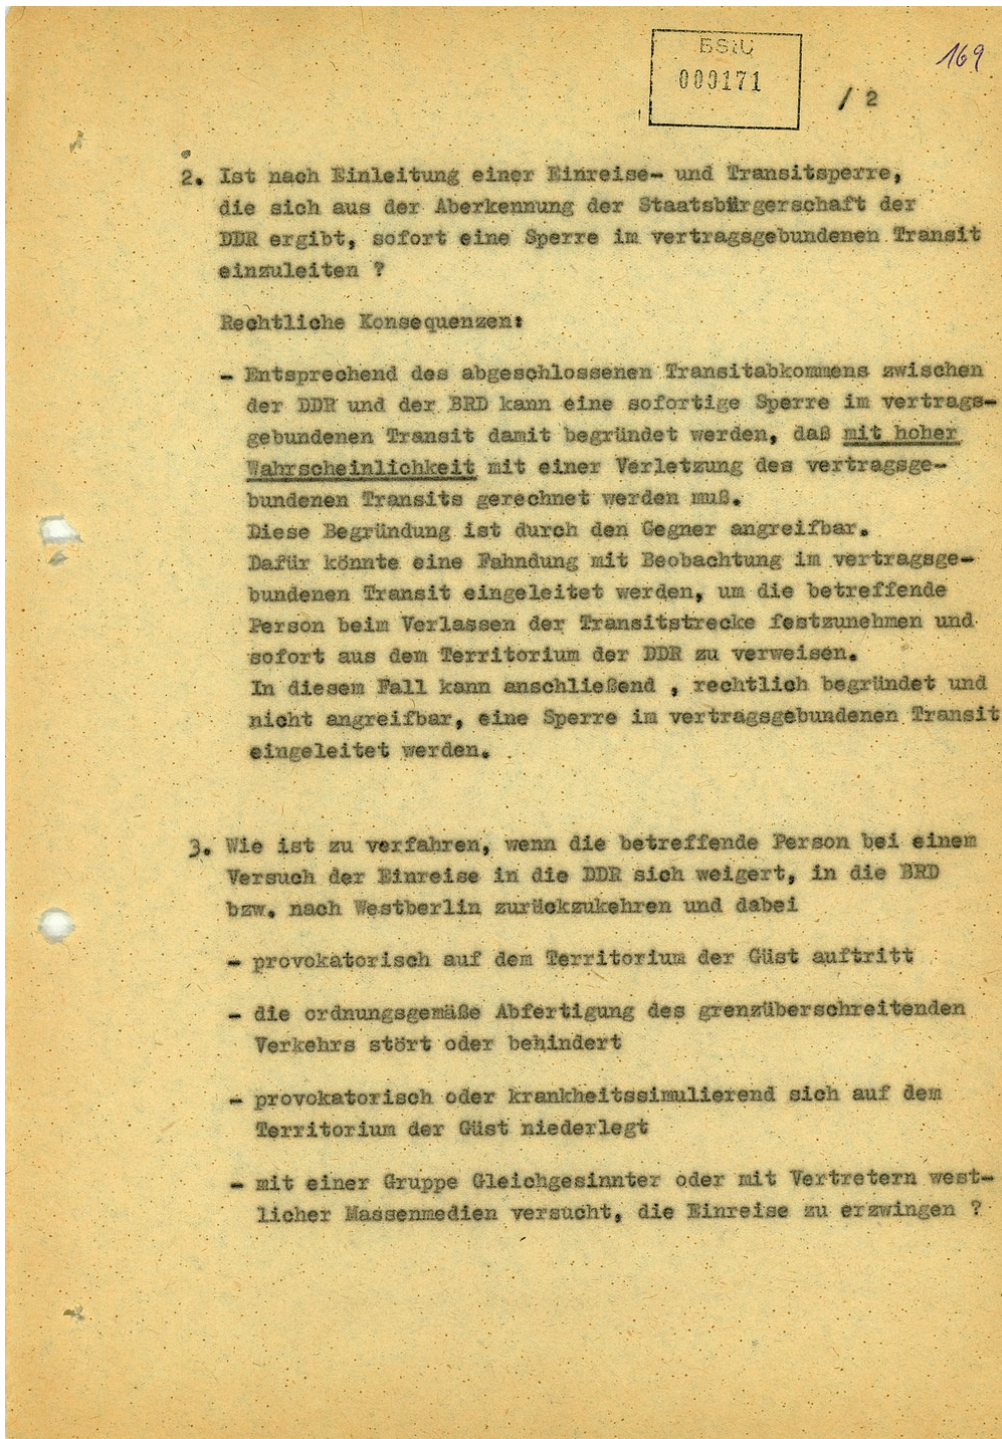 BStU
000171
169
/ 2
2. Ist nach Einleitung einer Einreise- und Transitsperre,
die sich aus der Aberkennung der Staatsbürgerschaft der
DDR ergibt, sofort eine Sperre im vertragsgebundenen Transit
einzuleiten ?
Rechtliche Konsequenzen:
- Entsprechend des abgeschlossenen Transitabkommens zwischen
der DDR und der BRD kann eine sofortige Sperre im vertrags-
gebundenen Transit damit begründet werden, daß mit hoher
Wahrscheinlichkeit mit einer Verletzung des vertragsge-
bundenen Transits gerechnet werden muß.
Diese Begründung ist durch den Gegner angreifbar.
Dafür könnte eine Fahndung mit Beobachtung im vertragsge-
bundenen Transit eingeleitet werden, um die betreffende
Person beim Verlassen der Transitstrecke festzunehmen und
sofort aus dem Territorium der DDR zu verweisen.
In diesem Fall kann anschließend , rechtlich begründet und
nicht angreifbar, eine Sperre im vertragsgebundenen Transit
eingeleitet werden.
3. Wie ist zu verfahren, wenn die betreffende Person bei einem
Versuch der Einreise in die DDR sich weigert, in die BRD
bzw. nach Westberlin zurückzukehren und dabei
- provokatorisch auf dem Territorium der Güst auftritt
- die ordnungsgemäße Abfertigung des grenzüberschreitenden
Verkehrs stört oder behindert
- provokatorisch oder krankheitssimulierend sich auf dem
Territorium der Güst niederlegt
- mit einer Gruppe Gleichgesinnter oder mit Vertretern west-
licher Massenmedien versucht, die Einreise zu erzwingen ?